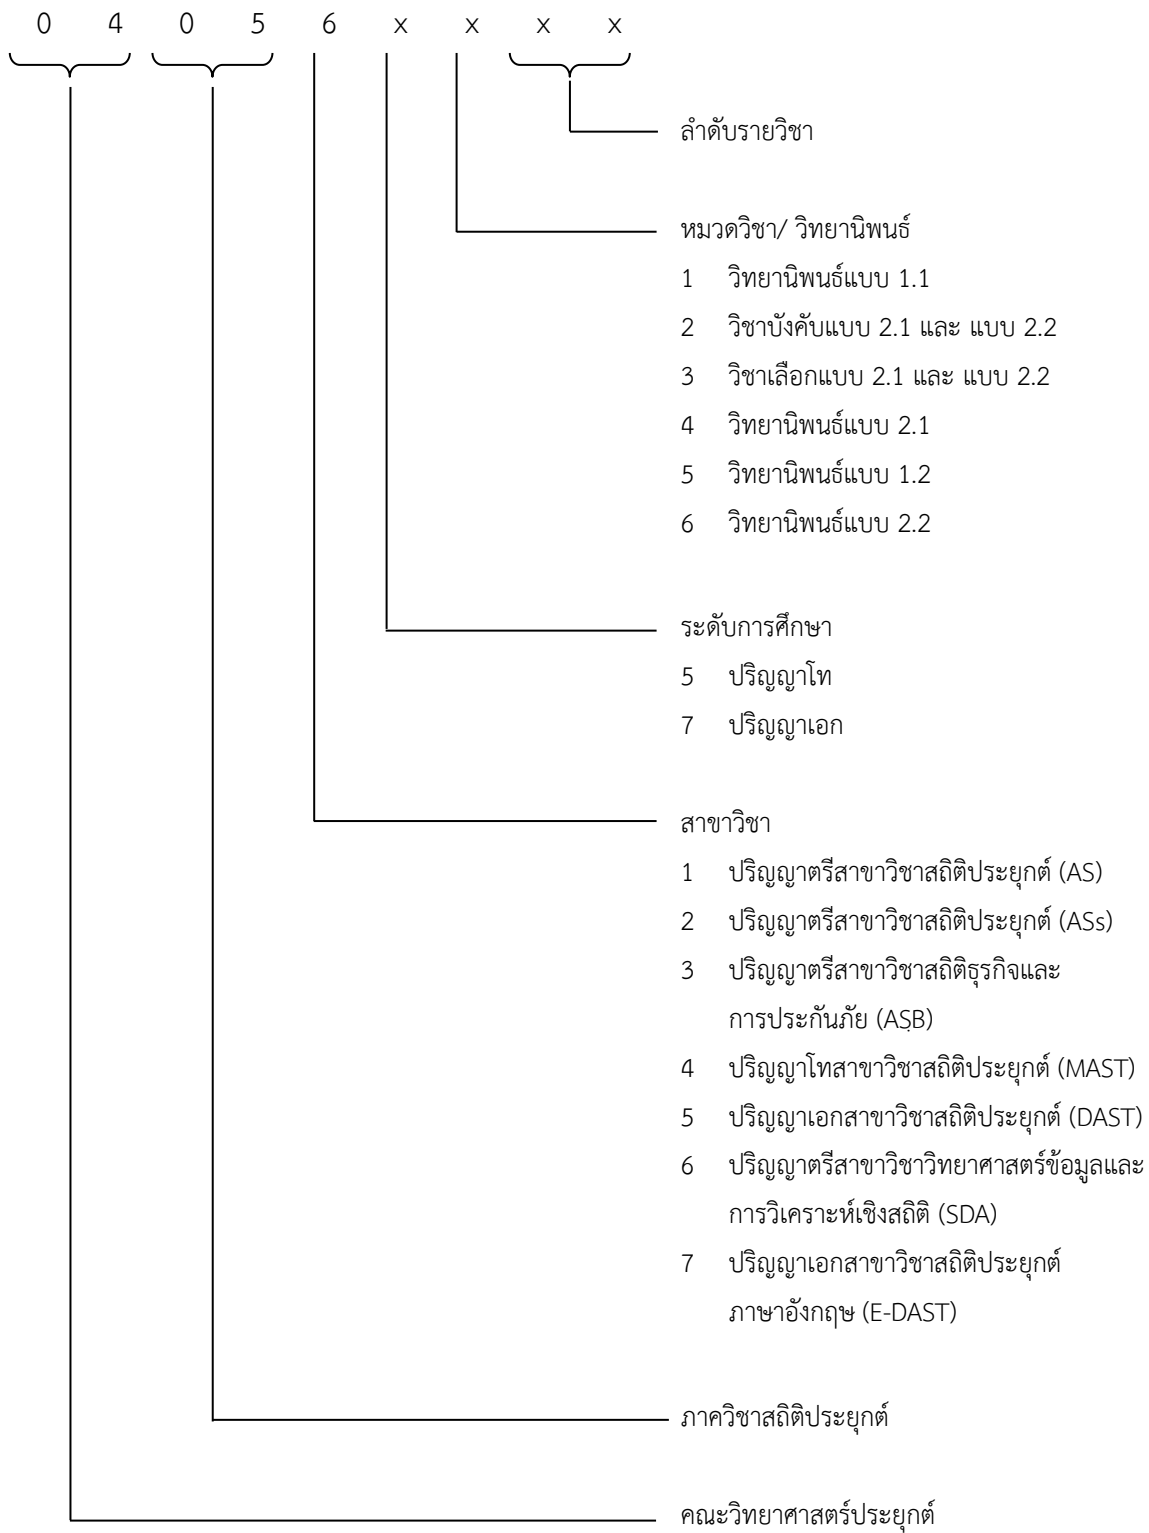 0 4 0 5 6 x x x x
ลำดับรายวิชา
หมวดวิชา/ วิทยานิพนธ์
1 วิทยานิพนธ์แบบ 1.1
2 วิชาบังคับแบบ 2.1 และ แบบ 2.2
3 วิชาเลือกแบบ 2.1 และ แบบ 2.2
4 วิทยานิพนธ์แบบ 2.1
5 วิทยานิพนธ์แบบ 1.2
6 วิทยานิพนธ์แบบ 2.2
ระดับการศึกษา
5 ปริญญาโท
7 ปริญญาเอก
สาขาวิชา
1 ปริญญาตรีสาขาวิชาสถิติประยุกต์ (AS)
2 ปริญญาตรีสาขาวิชาสถิติประยุกต์ (ASs)
3 ปริญญาตรีสาขาวิชาสถิติธุรกิจและ
การประกันภัย (ASB)
4 ปริญญาโทสาขาวิชาสถิติประยุกต์ (MAST)
5 ปริญญาเอกสาขาวิชาสถิติประยุกต์ (DAST)
6 ปริญญาตรีสาขาวิชาวิทยาศาสตร์ข้อมูลและ
การวิเคราะห์เชิงสถิติ (SDA)
7 ปริญญาเอกสาขาวิชาสถิติประยุกต์
ภาษาอังกฤษ (E-DAST)
ภาควิชาสถิติประยุกต์
คณะวิทยาศาสตร์ประยุกต์